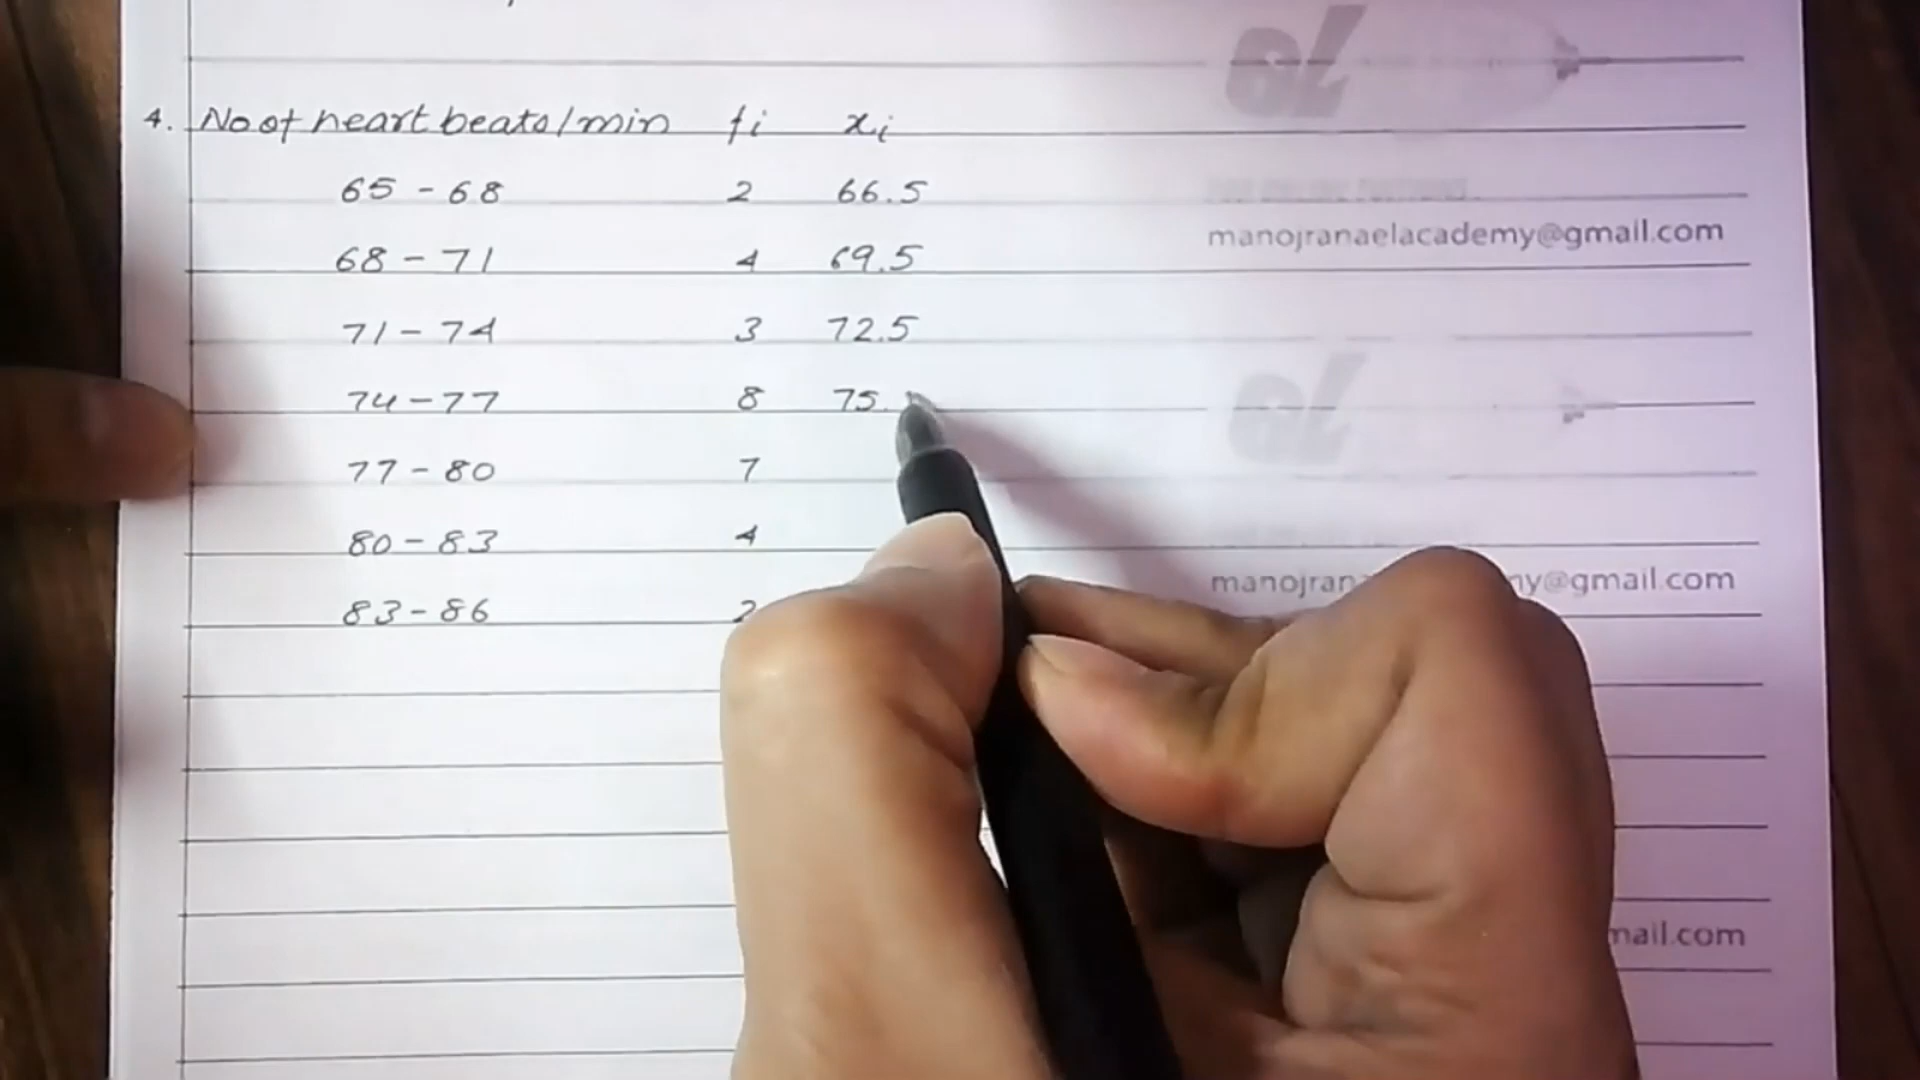 4. No of heart beats/min fi xi
65 - 68 2 66.5
manojranaelacademy@gmail.com
68 - 71 4 69.5
71 - 74 3 72.5
74 - 77 8 75.
77 - 80 7
80 - 83 4
83 - 86 2
mail.com